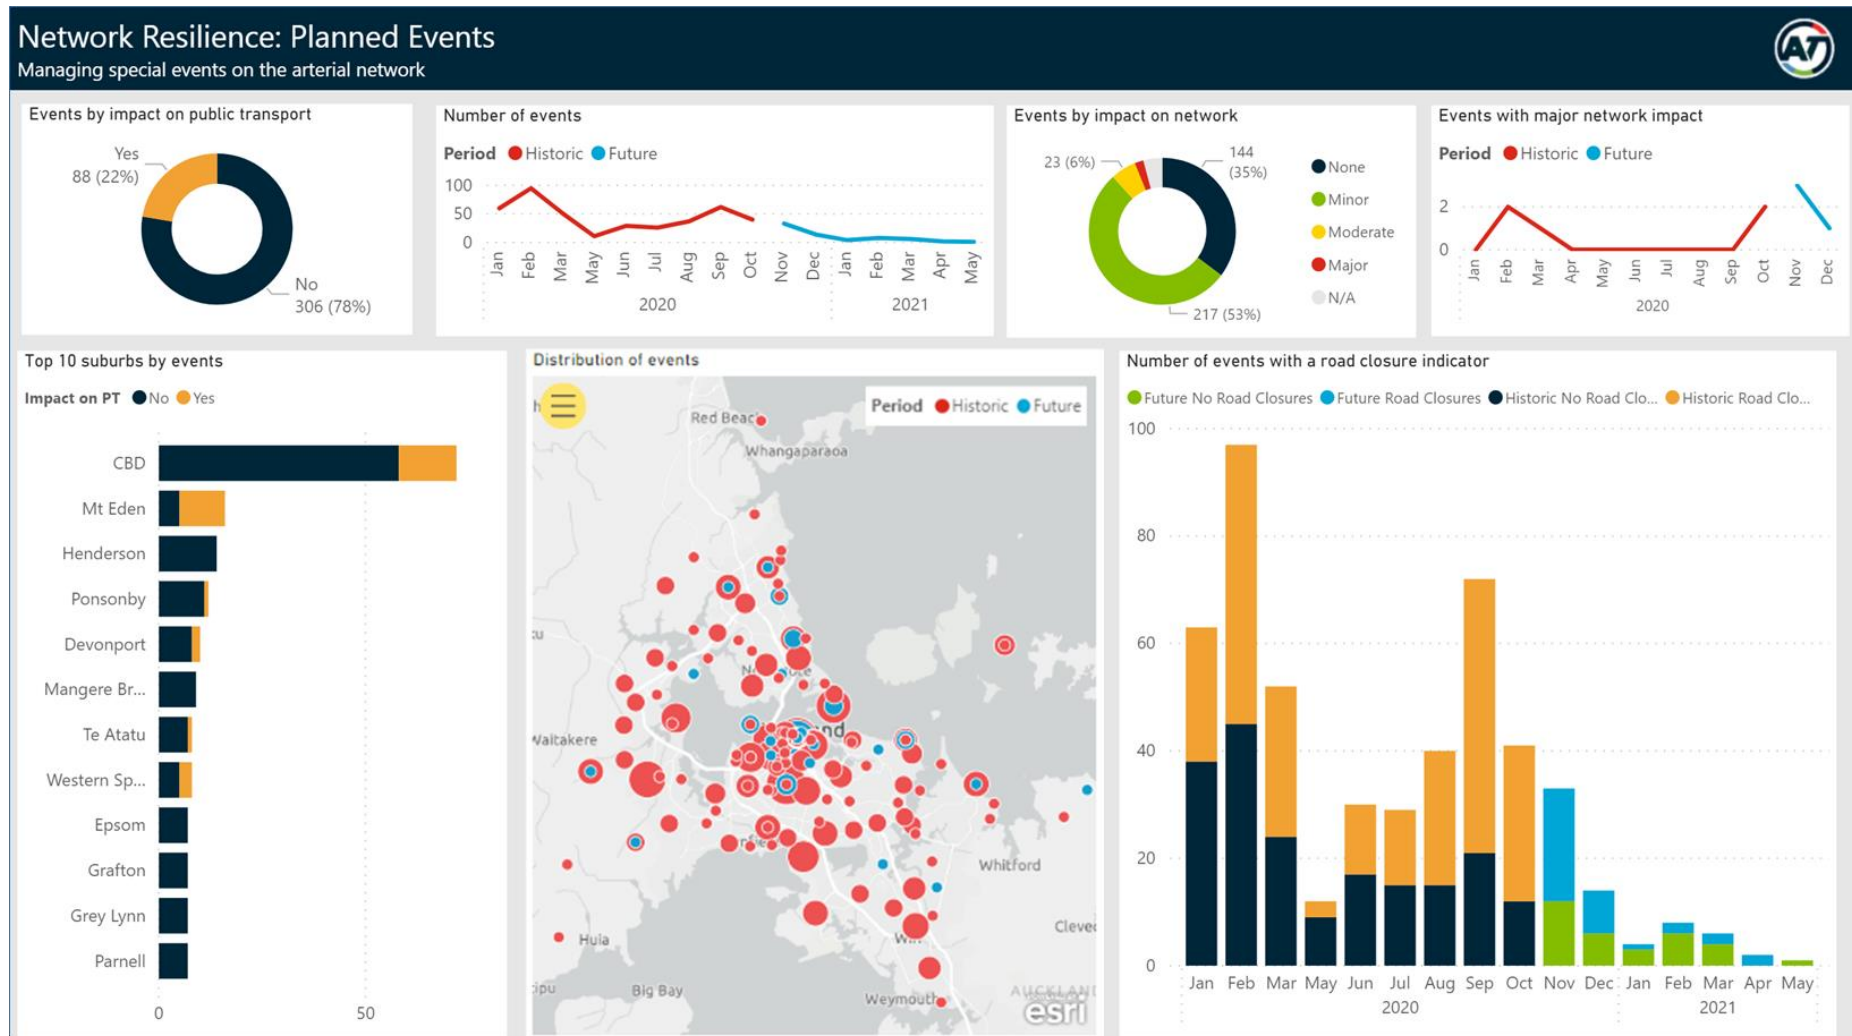 Network Resilience: Planned Events
Managing special events on the arterial network
AT
Events by impact on public transport
Yes
88 (22%)
No
306 (78%)
Number of events
Period Historic Future
100
50
0
Jan Feb Mar May Jun Jul Aug Sep Oct Nov Dec Jan Feb Mar Apr May
2020 2021
Events by impact on network
23 (6%)
144
(35%)
217 (53%)
None
Minor
Moderate
Major
N/A
Events with major network impact
Period Historic Future
2
0
Jan Feb Mar Apr May Jun Jul Aug Sep Oct Nov Dec
2020
Top 10 suburbs by events
Impact on PT No Yes
CBD
Mt Eden
Henderson
Ponsonby
Devonport
Mangere Br...
Te Atatu
Western Sp...
Epsom
Grafton
Grey Lynn
Parnell
0 50
Distribution of events
Period Historic Future
Red Beach
Whangaparaoa
Waitakere
Whitford
Huia
Big Bay
Weymouth
AUCKLAND
esri
Number of events with a road closure indicator
Future No Road Closures Future Road Closures Historic No Road Clo... Historic Road Clo...
100
80
60
40
20
0
Jan Feb Mar May Jun Jul Aug Sep Oct Nov Dec Jan Feb Mar Apr May
2020 2021